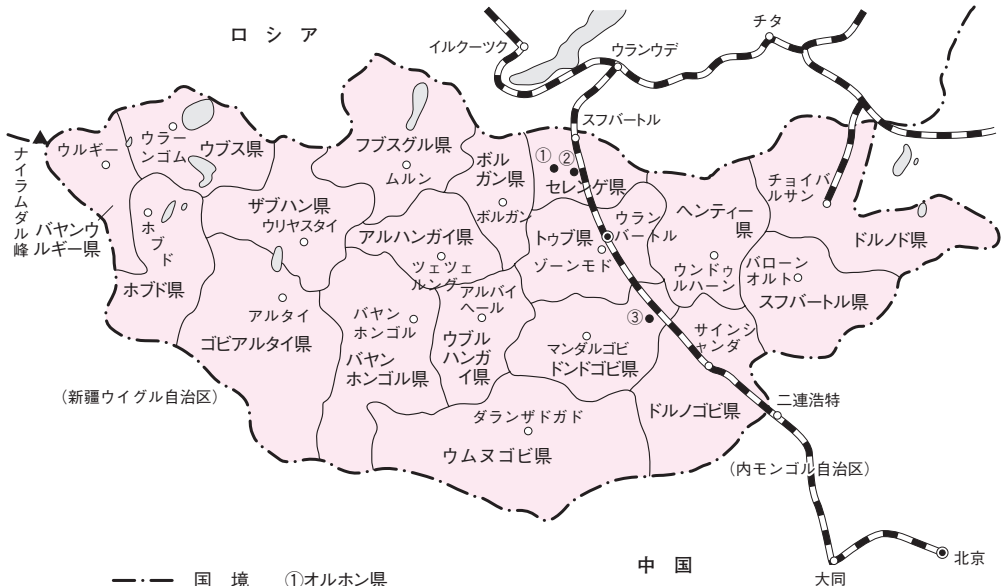 ロシア
チタ
イルクーツク
ウランウデ
スフバートル
ナイラムダル峰
ウルギー
バヤンウ
ルギー県
ウラー
ンゴム
ウブス県
ホブド
ホブド県
フブスグル県
ムルン
ボル
ガン県
ボルガン
①
②
セレンゲ県
ザブハン県
ウリヤスタイ
アルハンガイ県
ツェツェ
ルングー
トゥブ県
ゾーンモド
ウラン
バートル
ヘンティー
県
ウンドゥ
ルハーン
チョイバ
ルサン
ドルノド県
バローン
オルト
スフバートル県
アルタイ
ゴビアルタイ県
バヤン
ホンゴル
バヤン
ホンゴル県
アルバイ
ヘール
ウブル
ハンガ
イ県
③
マンダルゴビ
ドンドゴビ県
サインシ
ャンダ
ドルノゴビ県
ダランザドガド
ウムヌゴビ県
(新疆ウイグル自治区)
二連浩特
(内モンゴル自治区)
中国
北京
大同
国境
①オルホン県